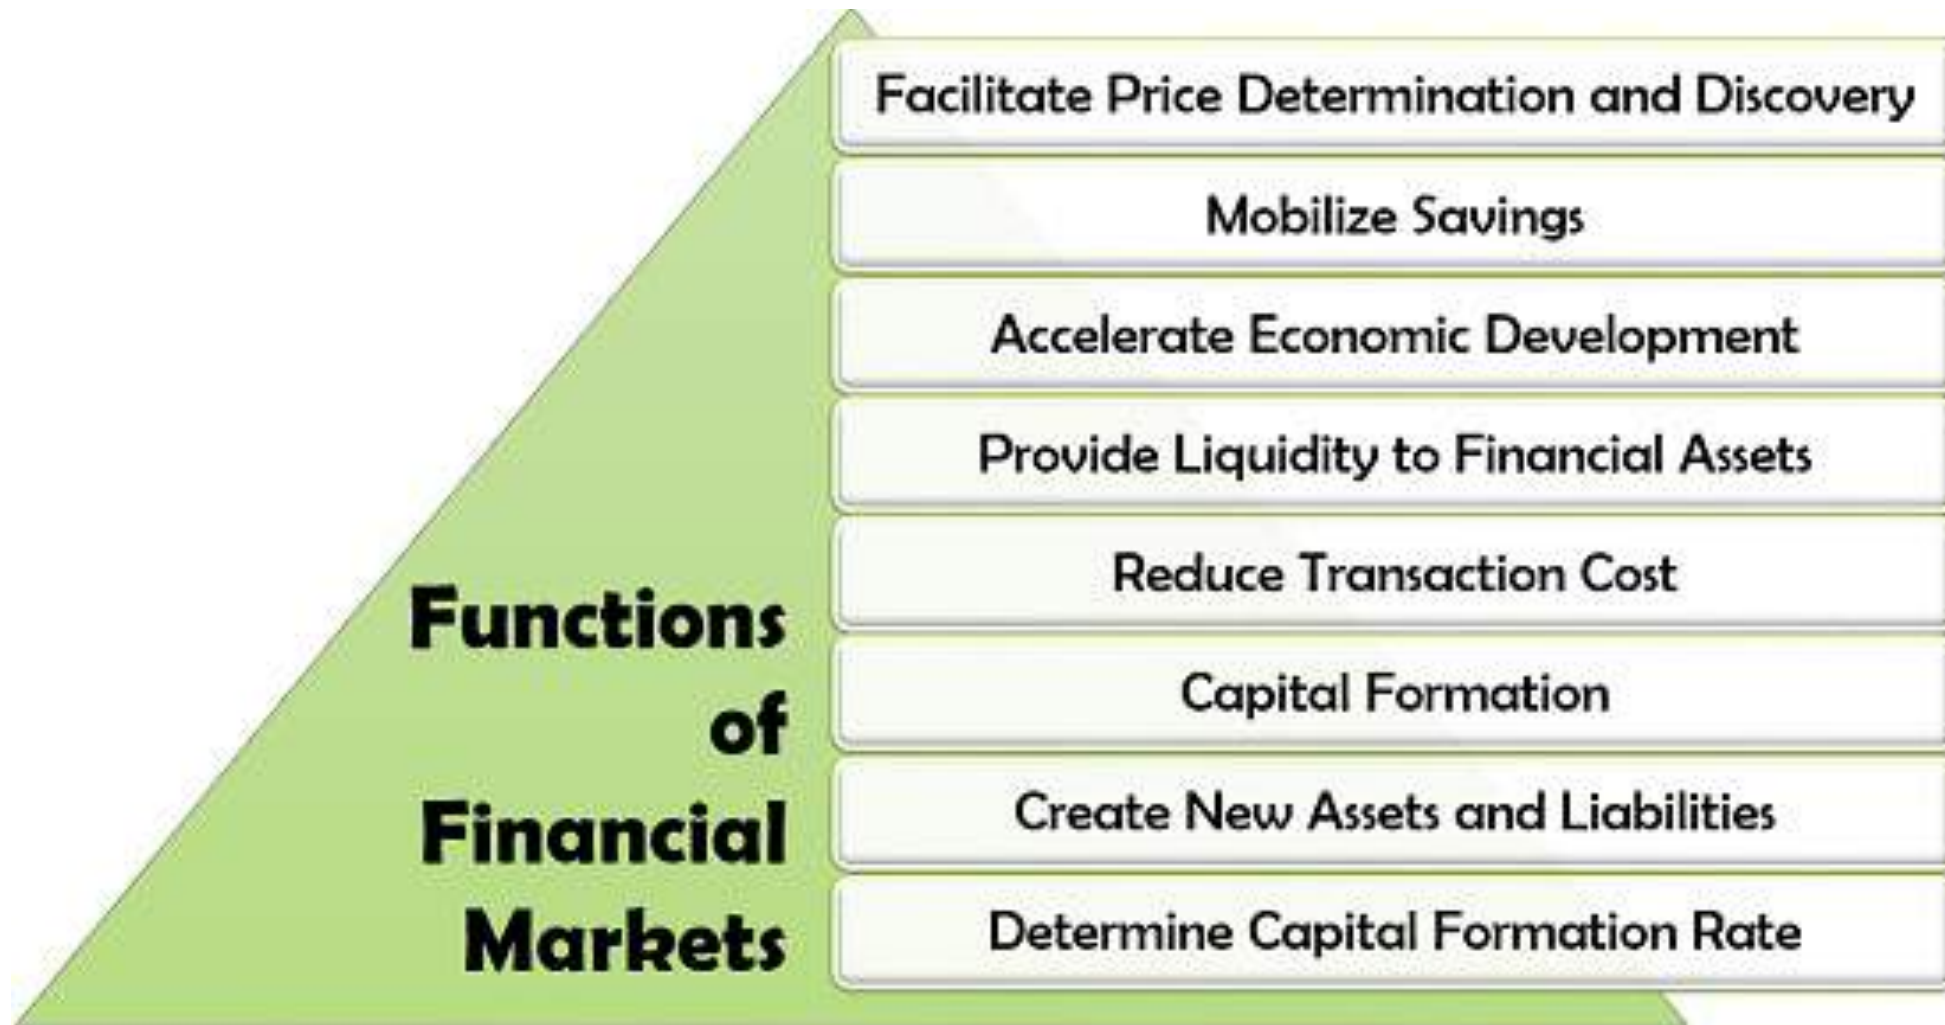 Facilitate Price Determination and Discovery
Mobilize Savings
Accelerate Economic Development
Provide Liquidity to Financial Assets
Reduce Transaction Cost
Capital Formation
Create New Assets and Liabilities
Determine Capital Formation Rate
Functions
of
Financial
Markets